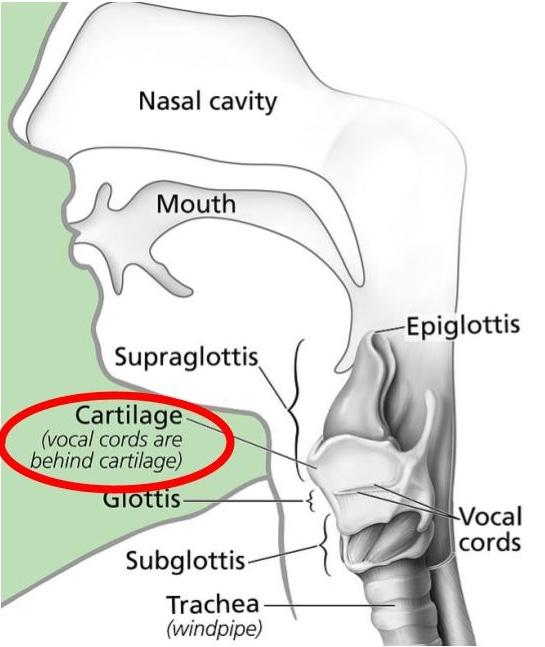 Nasal cavity
Mouth
Epiglottis
Supraglottis
Cartilage
(vocal cords are
behind cartilage)
Glottis
Vocal
cords
Subglottis
Trachea
(windpipe)